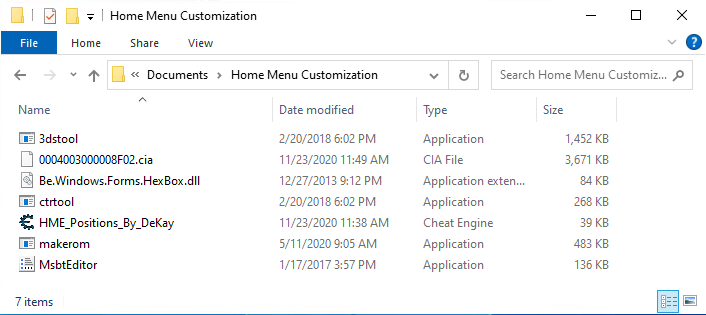 Home Menu Customization
File Home Share View
Documents Home Menu Customization Search Home Menu Customiz...
Name Date modified Type Size
3dstool 2/20/2018 6:02 PM Application 1,452 KB
0004003000008F02.cia 11/23/2020 11:49 AM CIA File 3,671 KB
Be.Windows.Forms.HexBox.dll 12/27/2013 9:12 PM Application exten... 84 KB
ctrtool 2/20/2018 6:02 PM Application 268 KB
HME_Positions_By_DeKay 11/23/2020 11:38 AM Cheat Engine 39 KB
makerom 5/11/2020 9:05 AM Application 483 KB
MsbtEditor 1/17/2017 3:57 PM Application 136 KB
7 items